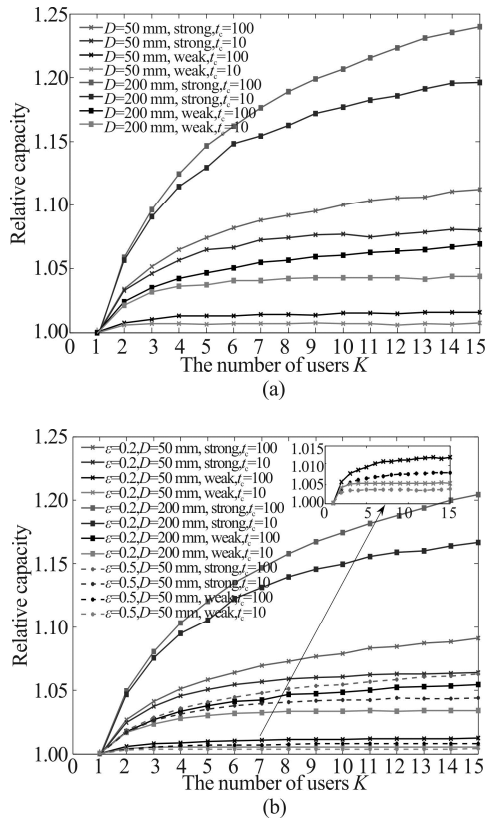 1.25
1.20
1.15
1.10
1.05
1.00
Relative capacity
D=50 mm, strong,tc=100
D=50 mm, strong,tc=10
D=50 mm, weak,tc=100
D=50 mm, weak,tc=10
D=200 mm, strong,tc=100
D=200 mm, strong,tc=10
D=200 mm, weak,tc=100
D=200 mm, weak,tc=10
0 1 2 3 4 5 6 7 8 9 10 11 12 13 14 15
The number of users K
(a)
1.25
1.20
1.15
1.10
1.05
1.00
Relative capacity
ε=0.2,D=50 mm, strong,tc=100
ε=0.2,D=50 mm, strong,tc=10
ε=0.2,D=50 mm, weak,tc=100
ε=0.2,D=50 mm, weak,tc=10
ε=0.2,D=200 mm, strong,tc=100
ε=0.2,D=200 mm, strong,tc=10
ε=0.2,D=200 mm, weak,tc=100
ε=0.2,D=200 mm, weak,tc=10
ε=0.5,D=50 mm, strong,tc=100
ε=0.5,D=50 mm, strong,tc=10
ε=0.5,D=50 mm, weak,tc=100
ε=0.5,D=50 mm, weak,tc=10
1.015
1.010
1.005
1.000
5 10 15
0 1 2 3 4 5 6 7 8 9 10 11 12 13 14 15
The number of users K
(b)